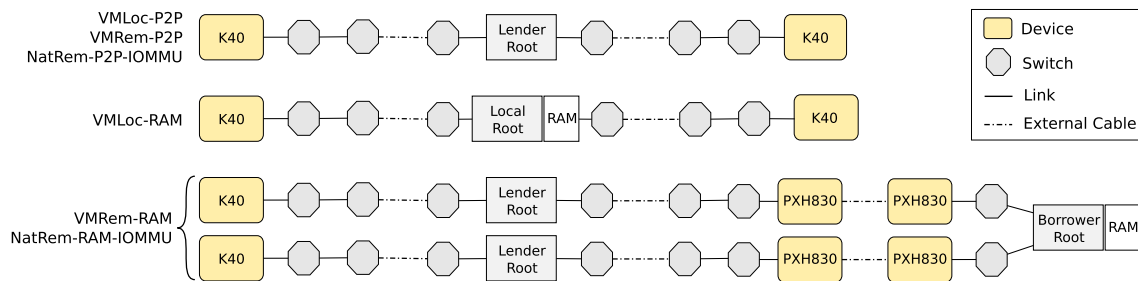 VMLoc-P2P
VMRem-P2P
NatRem-P2P-IOMMU
K40
Lender
Root
K40
Device
Switch
Link
External Cable
VMLoc-RAM
K40
Local
Root
RAM
K40
VMRem-RAM
NatRem-RAM-IOMMU
K40
Lender
Root
PXH830
PXH830
K40
Lender
Root
PXH830
PXH830
Borrower
Root
RAM